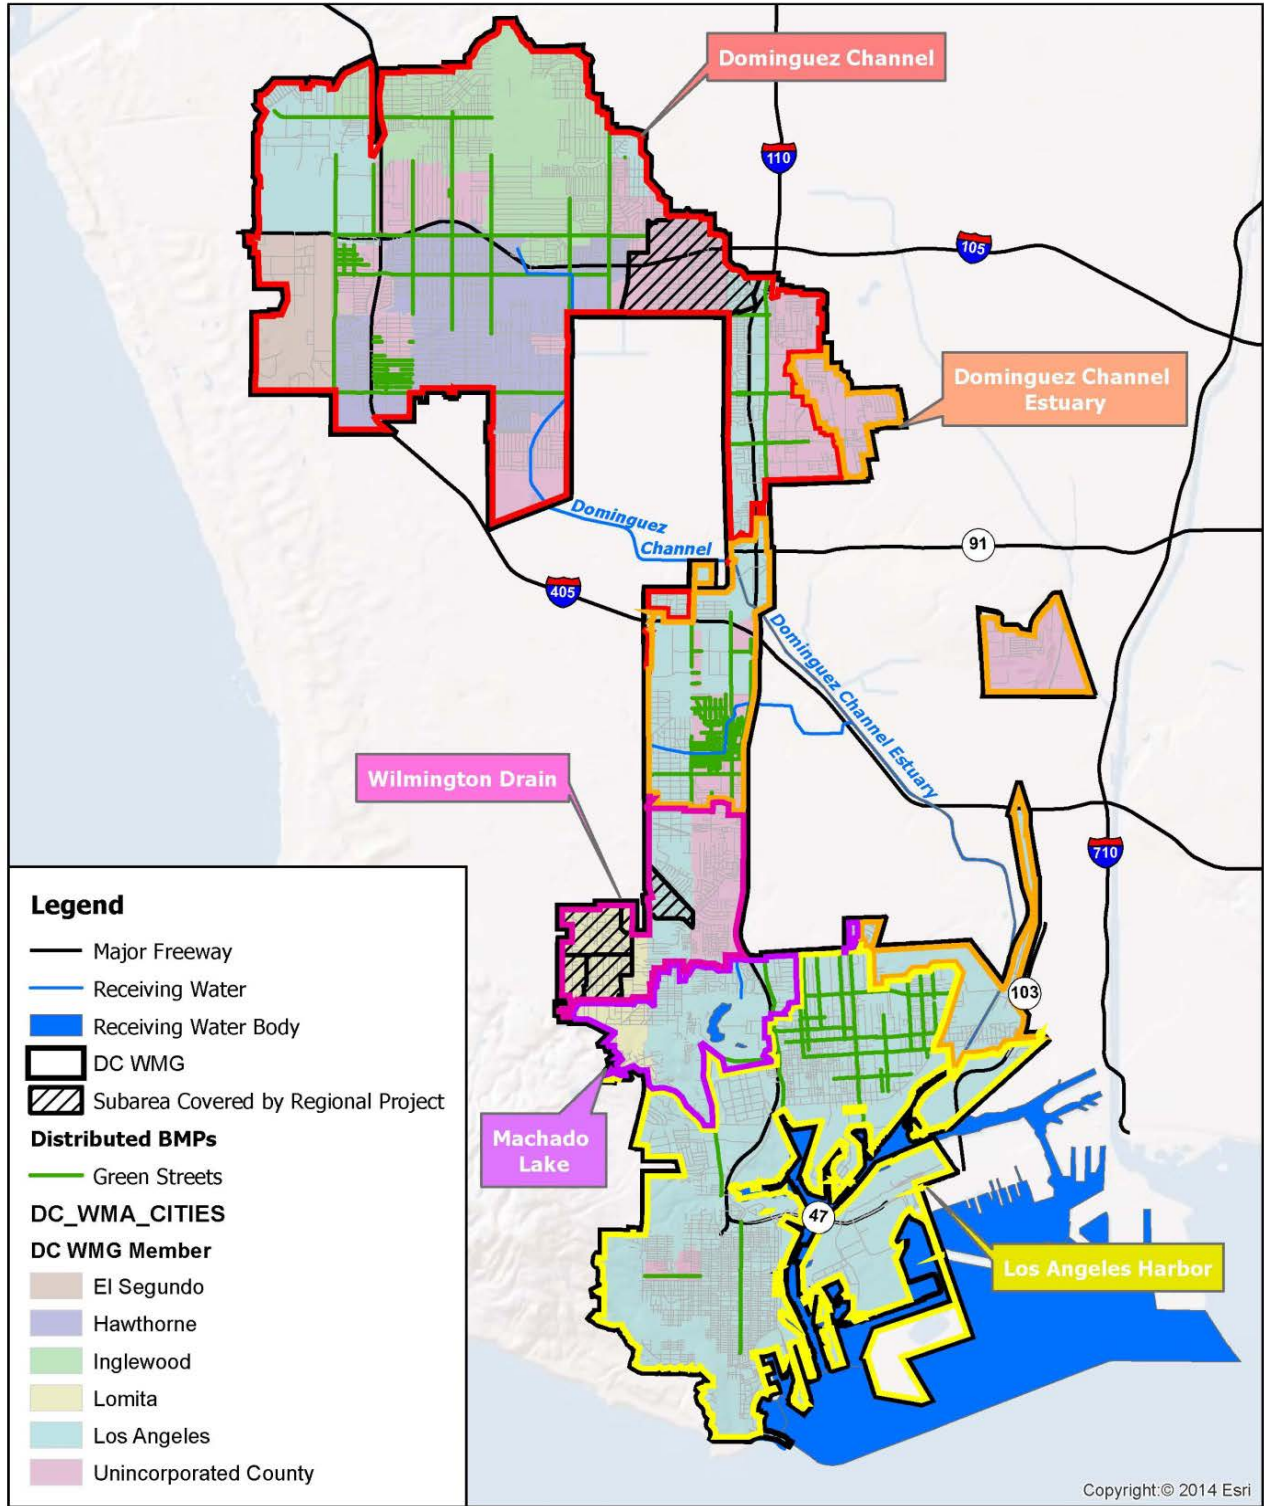 Dominguez Channel
110
105
Dominguez Channel
Estuary
Dominguez
Channel
91
405
Dominguez Channel Estuary
Wilmington Drain
710
103
Machado
Lake
47
Los Angeles Harbor
Legend
Major Freeway
Receiving Water
Receiving Water Body
DC WMG
Subarea Covered by Regional Project
Distributed BMPs
Green Streets
DC_WMA_CITIES
DC WMG Member
El Segundo
Hawthorne
Inglewood
Lomita
Los Angeles
Unincorporated County
Copyright:© 2014 Esri